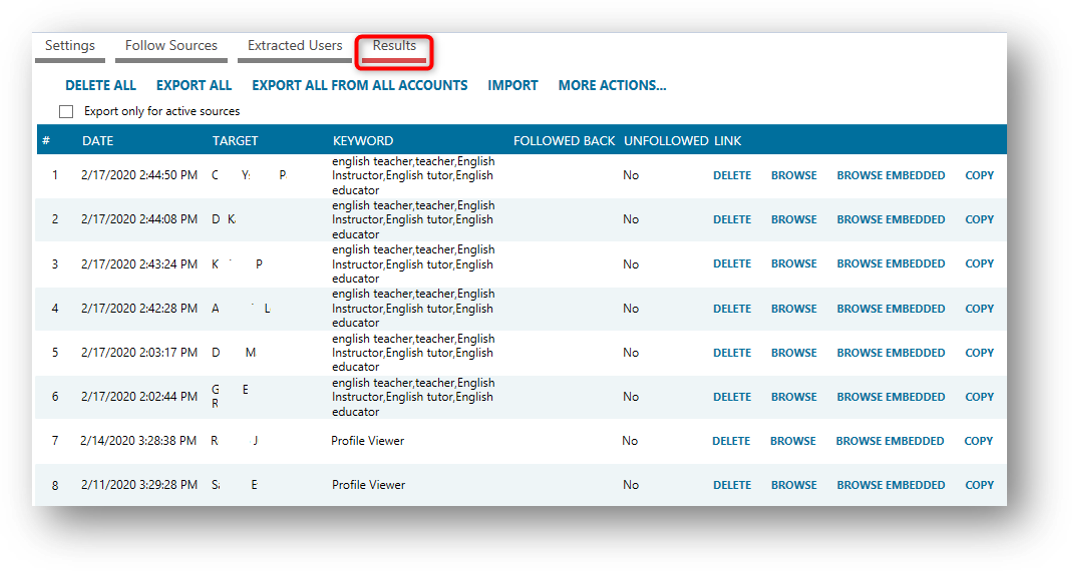 Settings Follow Sources Extracted Users Results
DELETE ALL EXPORT ALL EXPORT ALL FROM ALL ACCOUNTS IMPORT MORE ACTIONS...
Export only for active sources
# DATE TARGET KEYWORD FOLLOWED BACK UNFOLLOWED LINK
english teacher,teacher,English
1 2/17/2020 2:44:50 PM C Y: P Instructor,English tutor,English No DELETE BROWSE BROWSE EMBEDDED COPY
educator
english teacher,teacher,English
2 2/17/2020 2:44:08 PM D K Instructor,English tutor,English No DELETE BROWSE BROWSE EMBEDDED COPY
educator
english teacher,teacher,English
3 2/17/2020 2:43:24 PM K P Instructor,English tutor,English No DELETE BROWSE BROWSE EMBEDDED COPY
educator
english teacher,teacher,English
4 2/17/2020 2:42:28 PM A L Instructor,English tutor,English No DELETE BROWSE BROWSE EMBEDDED COPY
educator
english teacher,teacher,English
5 2/17/2020 2:03:17 PM D M Instructor,English tutor,English No DELETE BROWSE BROWSE EMBEDDED COPY
educator
english teacher,teacher,English
6 2/17/2020 2:02:44 PM G E Instructor,English tutor,English No DELETE BROWSE BROWSE EMBEDDED COPY
R educator
7 2/14/2020 3:28:38 PM R J Profile Viewer No DELETE BROWSE BROWSE EMBEDDED COPY
8 2/11/2020 3:29:28 PM S E Profile Viewer No DELETE BROWSE BROWSE EMBEDDED COPY